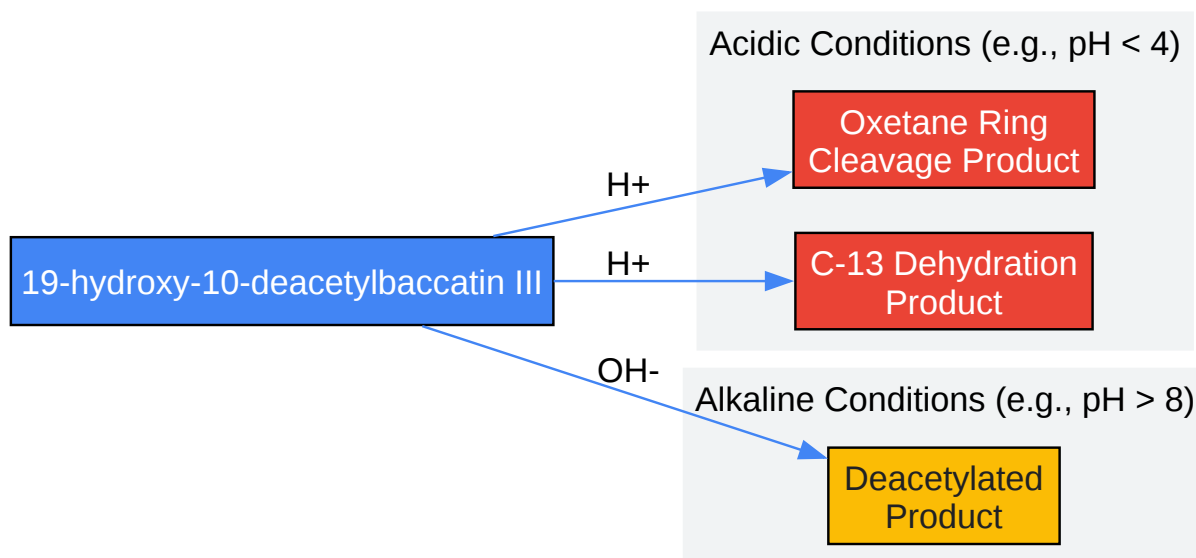 Acidic Conditions (e.g., pH < 4)
Oxetane Ring
Cleavage Product
H+
19-hydroxy-10-deacetylbaccatin III
H+
C-13 Dehydration
Product
OH-
Alkaline Conditions (e.g., pH > 8)
Deacetylated
Product